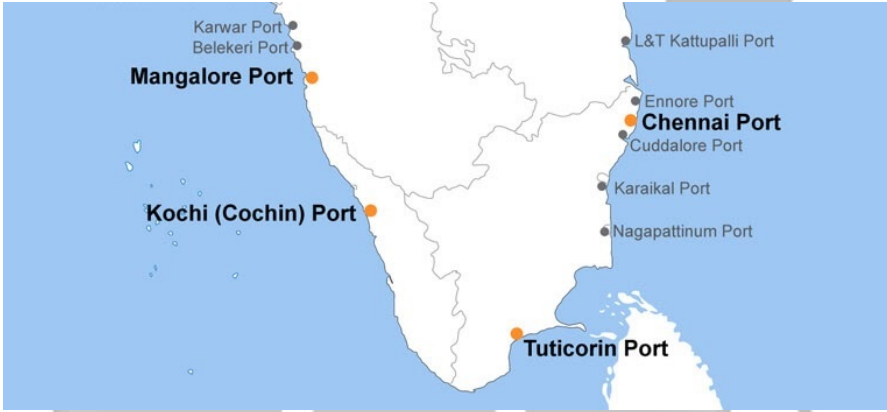 Karwar Port
Belekeri Port
Mangalore Port
Kochi (Cochin) Port
L&T Kattupalli Port
Ennore Port
Chennai Port
Cuddalore Port
Karaikal Port
Nagapattinum Port
Tuticorin Port